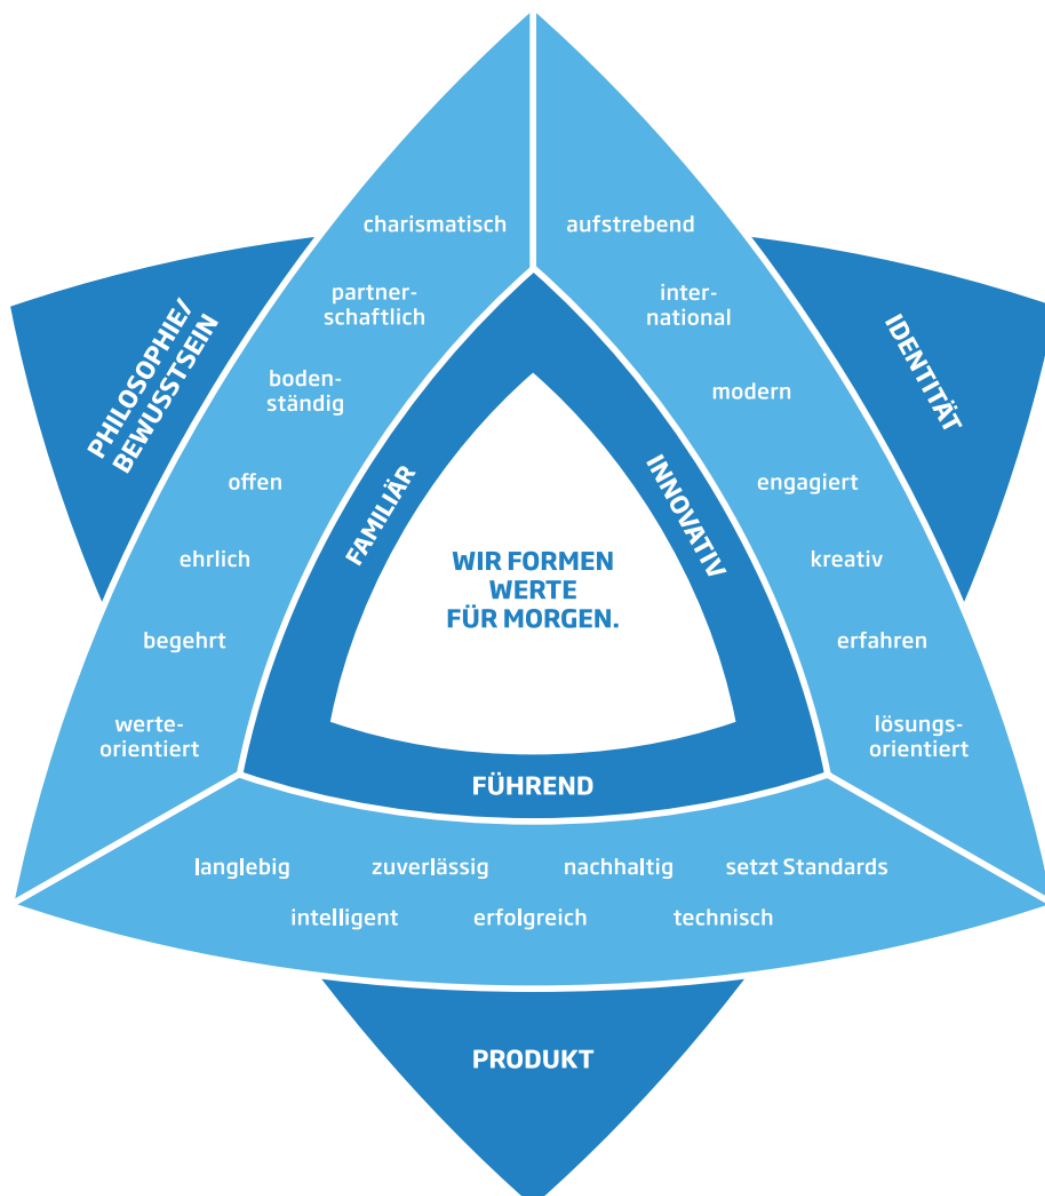 charismatisch
partner-
schaftlich
boden-
ständig
offen
ehrlich
begehrt
werte-
orientiert
aufstrebend
inter-
national
modern
engagiert
kreativ
erfahren
lösungs-
orientiert
PHILOSOPHIE/
BEWUSSTSEIN
IDENTITÄT
FAMILIÄR
INNOVATIV
WIR FORMEN
WERTE
FÜR MORGEN.
FÜHREND
langlebig zuverlässig nachhaltig setzt Standards
intelligent erfolgreich technisch
PRODUKT